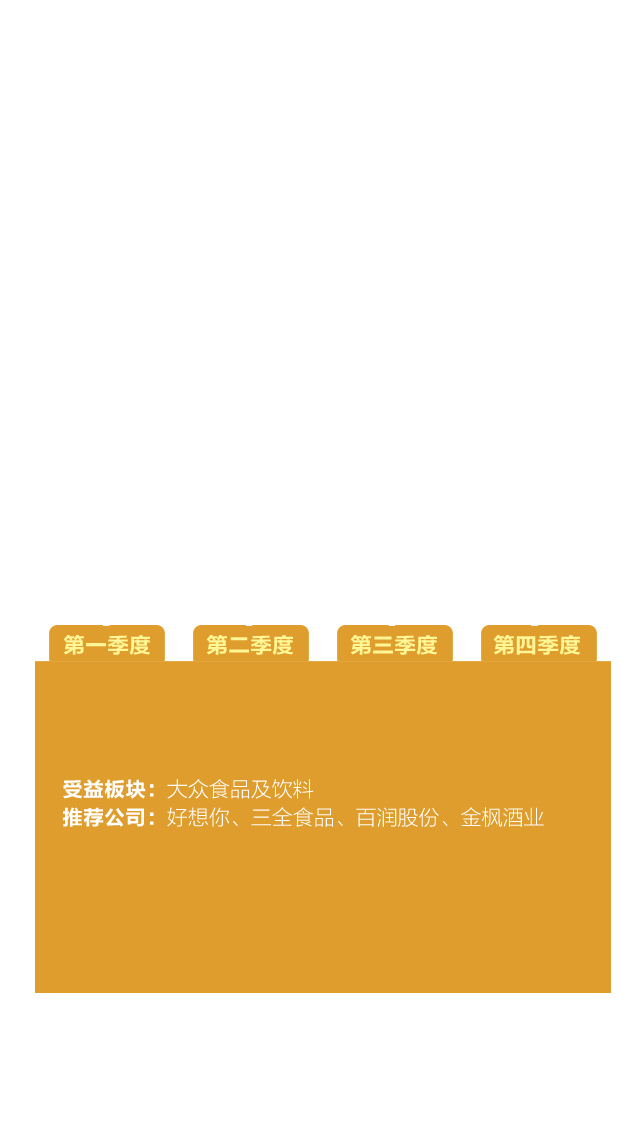 第一季度
第二季度
第三季度
第四季度
受益板块：大众食品及饮料
推荐公司：好想你、三全食品、百润股份、金枫酒业